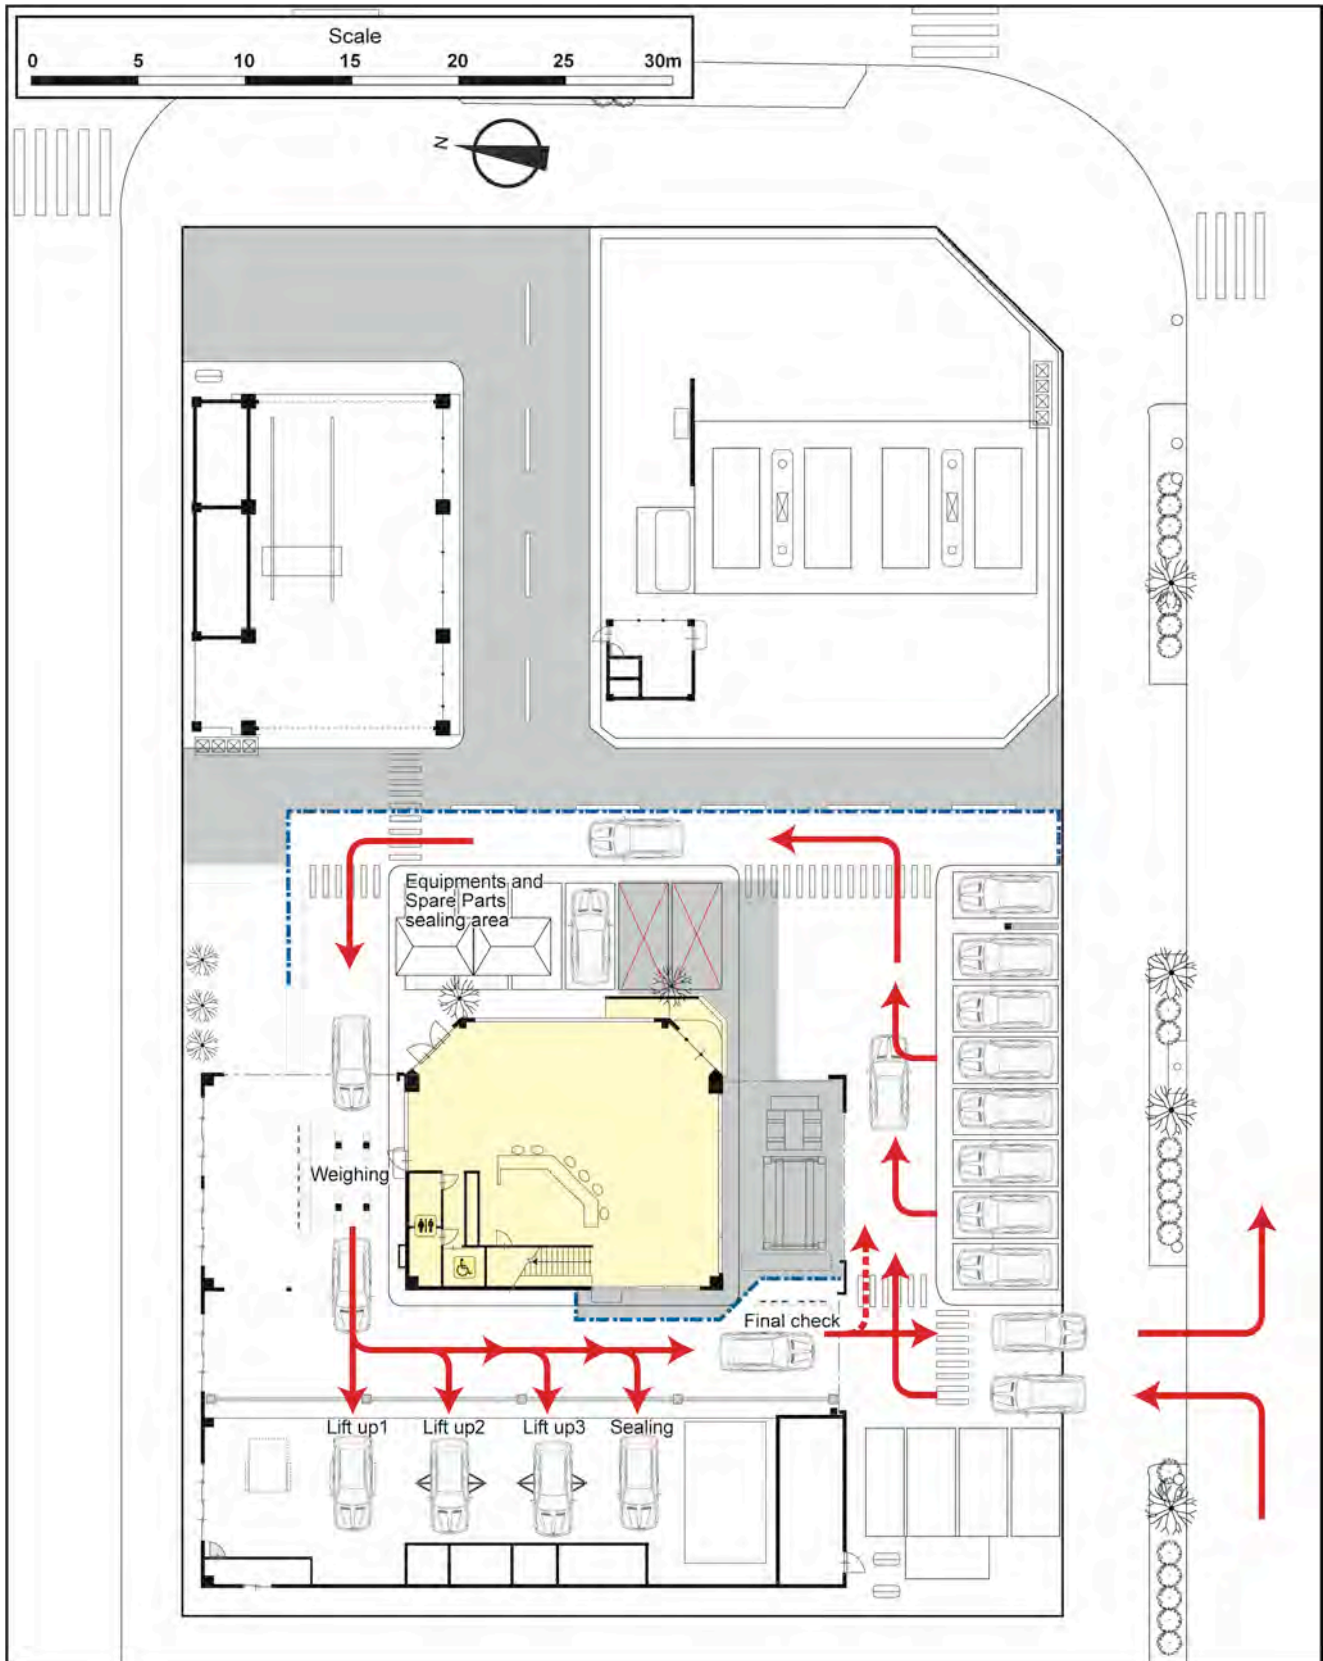 Scale
0 5 10 15 20 25 30m
N
Equipments and
Spare Parts
sealing area
Weighing
Final check
Lift up1 Lift up2 Lift up3 Sealing